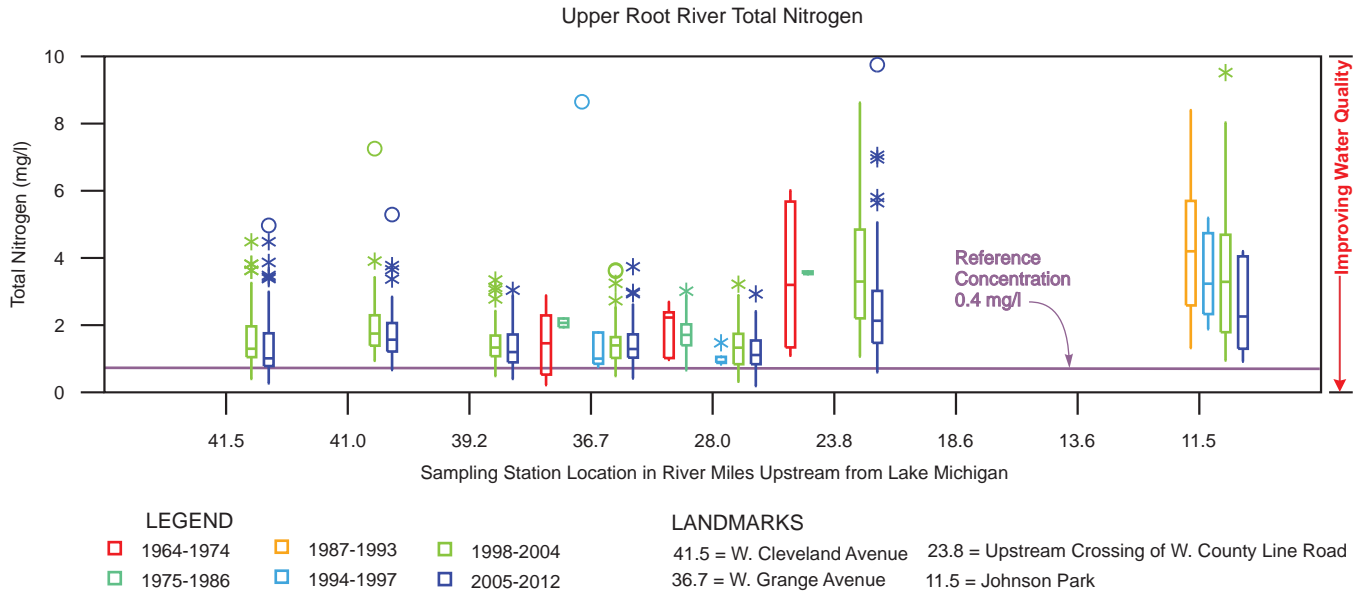 Upper Root River Total Nitrogen
10
8
6
4
2
0
Total Nitrogen (mg/l)
Reference
Concentration
0.4 mg/l
Improving Water Quality
41.5 41.0 39.2 36.7 28.0 23.8 18.6 13.6 11.5
Sampling Station Location in River Miles Upstream from Lake Michigan
LEGEND
1964-1974 1987-1993 1998-2004
1975-1986 1994-1997 2005-2012
LANDMARKS
41.5 = W. Cleveland Avenue 23.8 = Upstream Crossing of W. County Line Road
36.7 = W. Grange Avenue 11.5 = Johnson Park